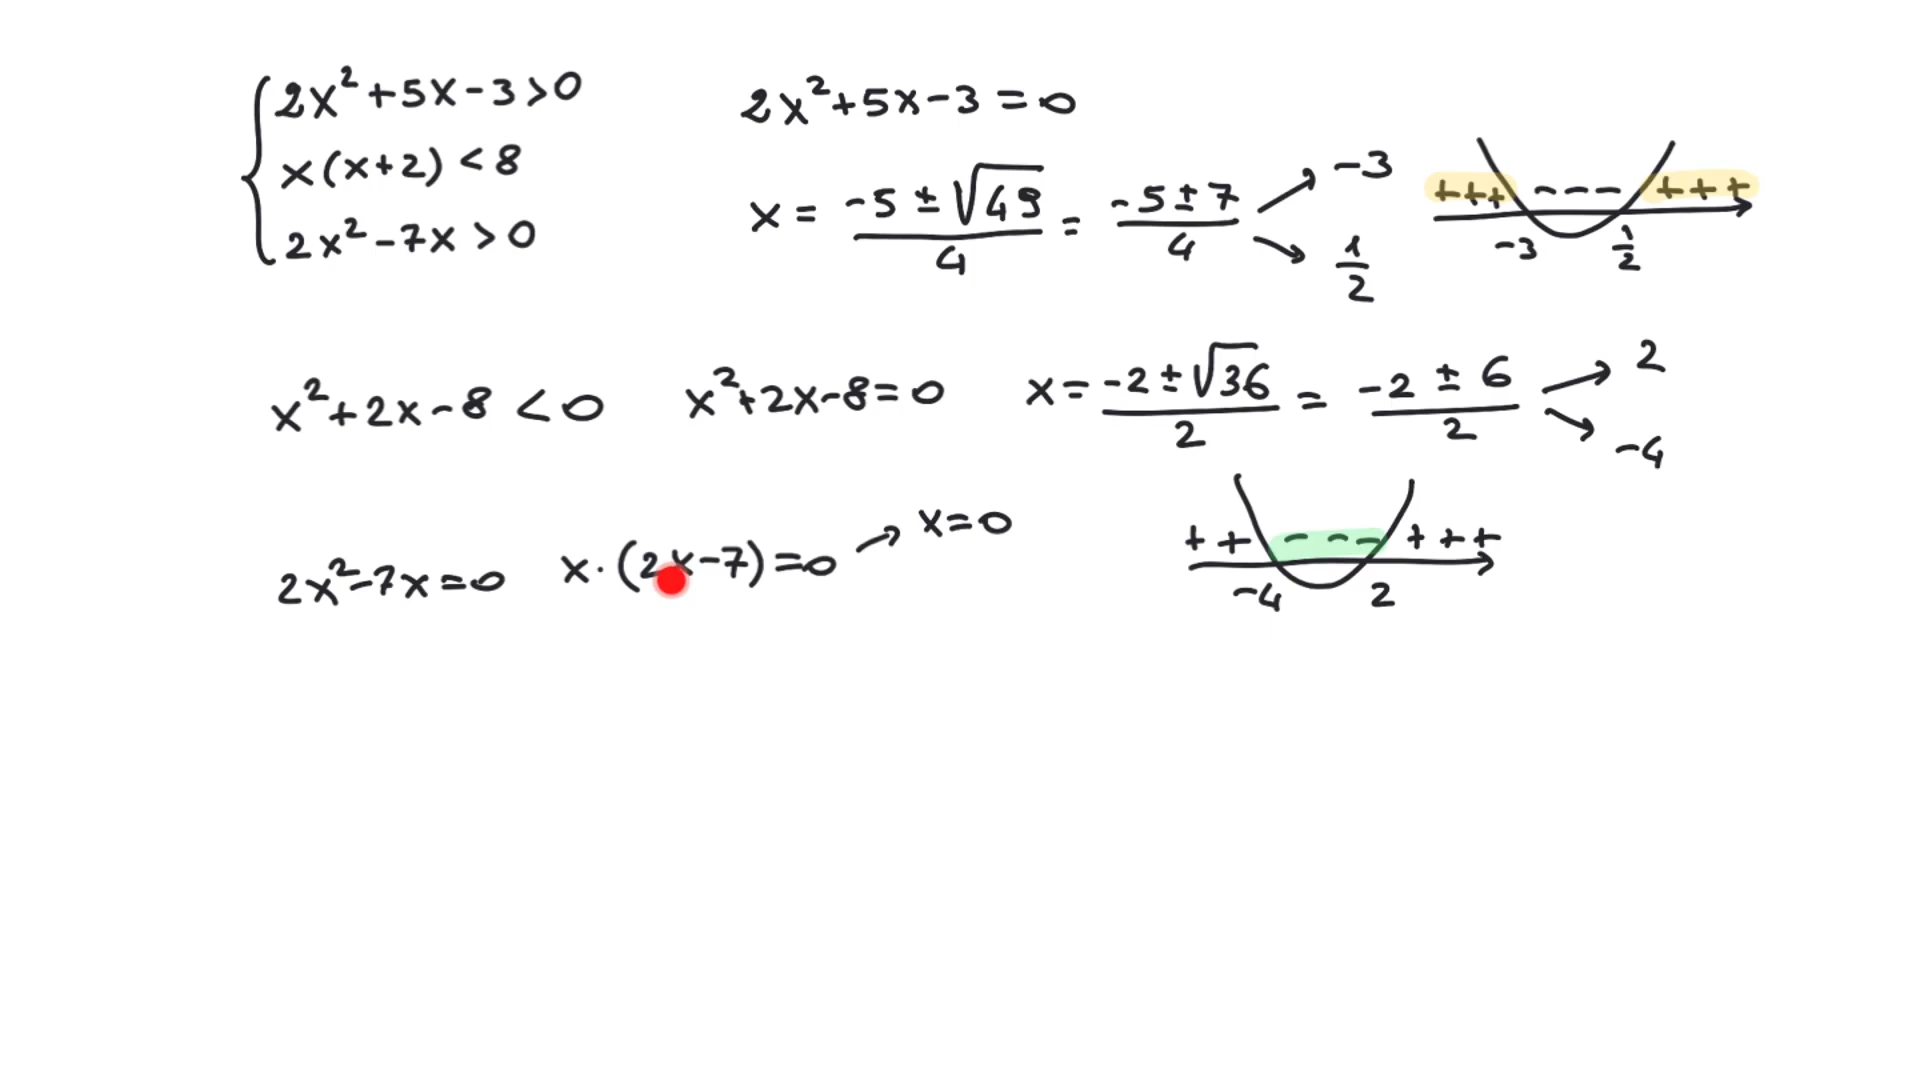 2x²+5x-3>0
x(x+2)<8
2x²-7x>0
2x²+5x-3=0
x = (-5±√49)/4 = (-5±7)/4 → -3 → 1/2
+++ --- +++
-3 1/2
x²+2x-8<0 x²+2x-8=0 x=(-2±√36)/2 = (-2±6)/2 → 2 → -4
2x²-7x=0 x·(2x-7)=0 → x=0
++ --- +++
-4 2